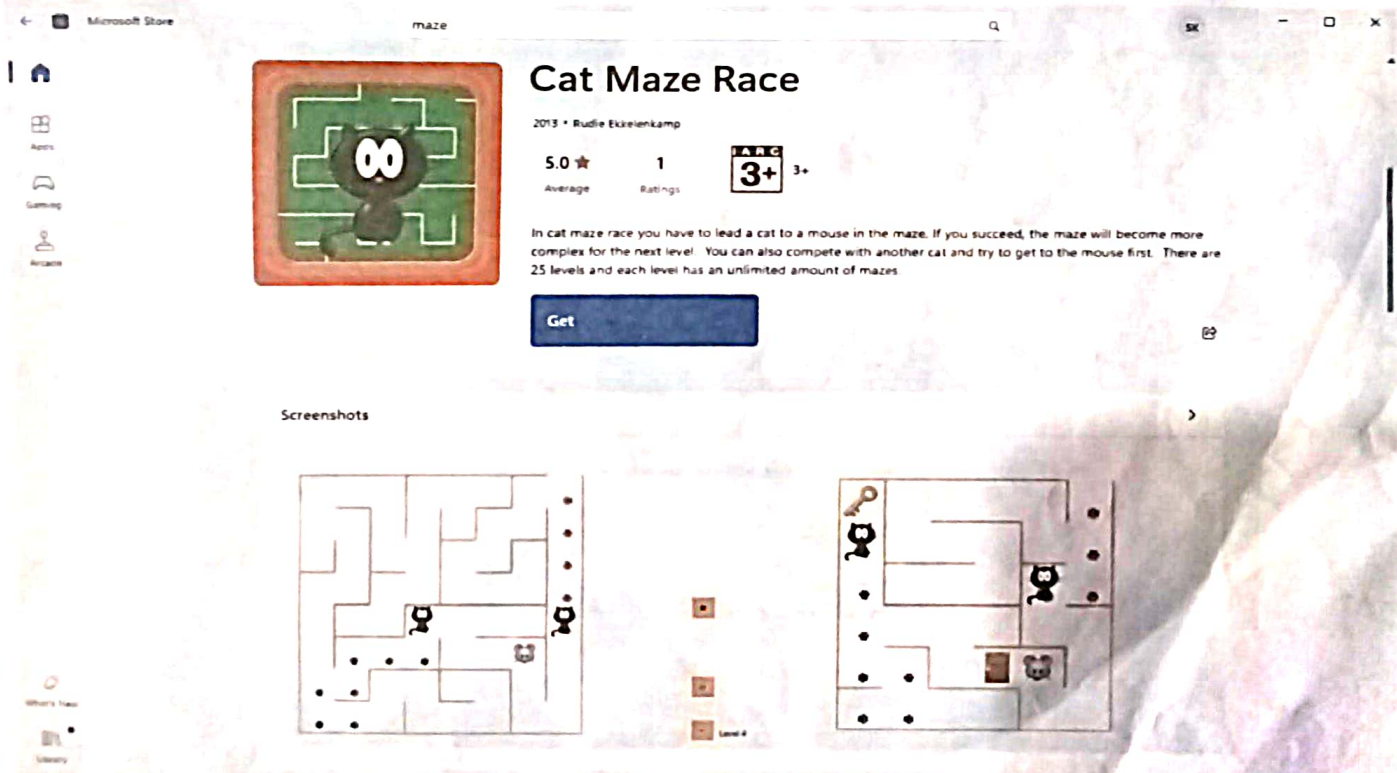 Microsoft Store
maze
SK
Cat Maze Race
2013 • Rudie Ekkelenkamp
5.0 ★
1
IARC
3+
3+
Average
Ratings
Apps
Gaming
Arcade
In cat maze race you have to lead a cat to a mouse in the maze. If you succeed, the maze will become more
complex for the next level. You can also compete with another cat and try to get to the mouse first. There are
25 levels and each level has an unlimited amount of mazes.
Get
Screenshots
What's New
Library
Level 4